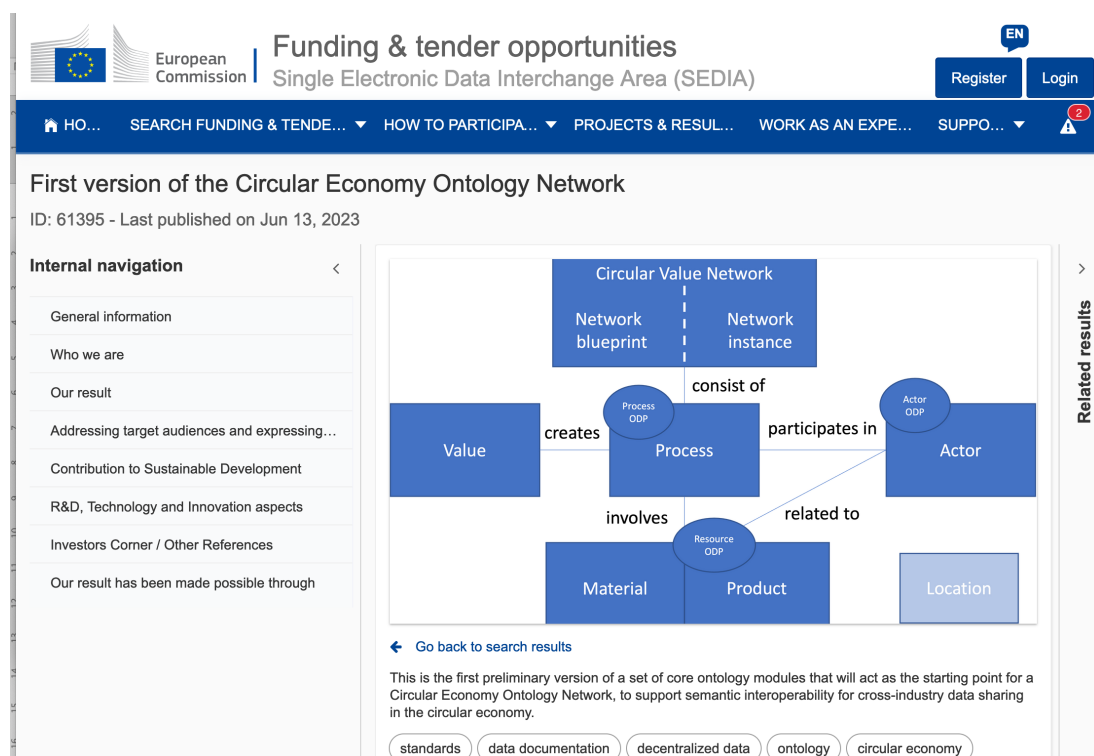 European
Commission
Funding & tender opportunities
Single Electronic Data Interchange Area (SEDIA)
EN
Register
Login
HO...
SEARCH FUNDING & TENDE...
HOW TO PARTICIPA...
PROJECTS & RESUL...
WORK AS AN EXPE...
SUPPO...
2
First version of the Circular Economy Ontology Network
ID: 61395 - Last published on Jun 13, 2023
Internal navigation
General information
Who we are
Our result
Addressing target audiences and expressing...
Contribution to Sustainable Development
R&D, Technology and Innovation aspects
Investors Corner / Other References
Our result has been made possible through
Circular Value Network
Network
blueprint
Network
instance
consist of
Process
ODP
Actor
ODP
Value
creates
Process
participates in
Actor
involves
related to
Resource
ODP
Material
Product
Location
Related results
Go back to search results
This is the first preliminary version of a set of core ontology modules that will act as the starting point for a
Circular Economy Ontology Network, to support semantic interoperability for cross-industry data sharing
in the circular economy.
standards
data documentation
decentralized data
ontology
circular economy